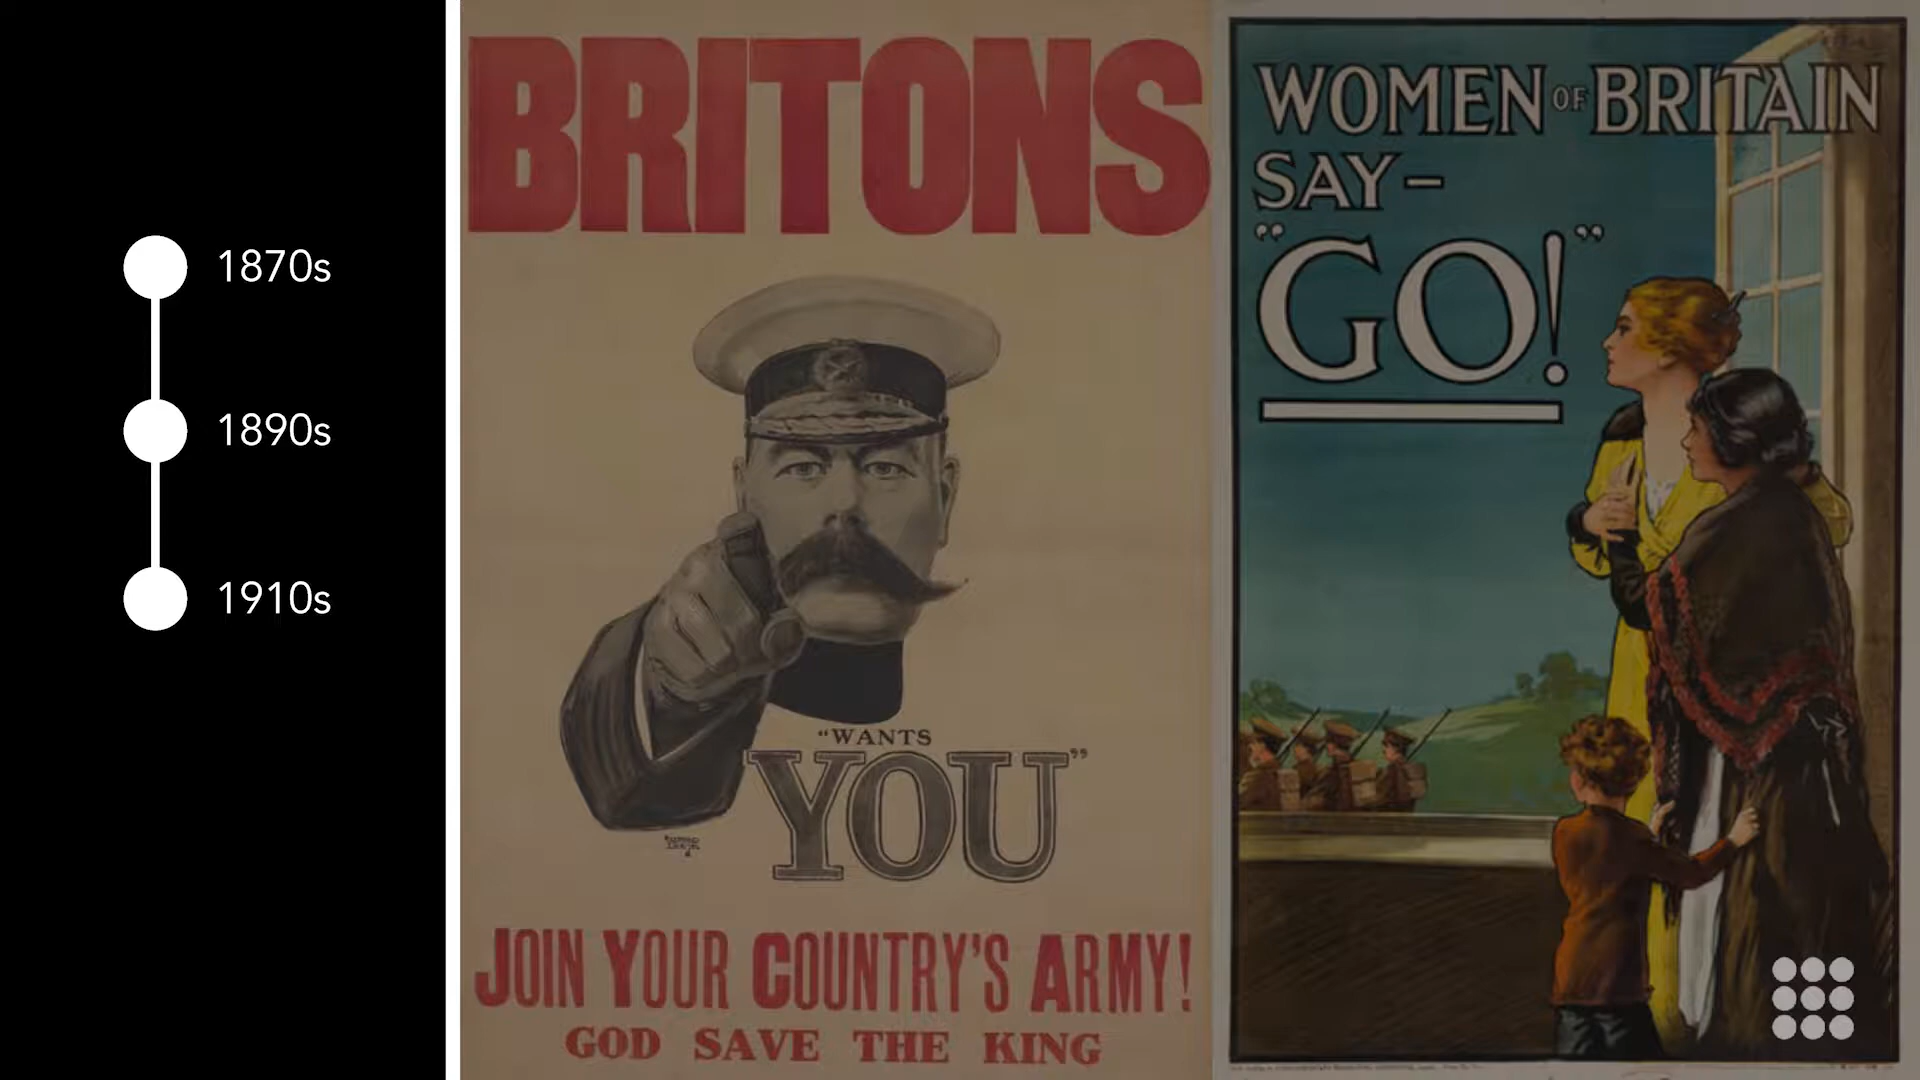 1870s
1890s
1910s
BRITONS
“WANTS
YOU”
JOIN YOUR COUNTRY’S ARMY!
GOD SAVE THE KING
WOMEN OF BRITAIN
SAY –
“GO!”